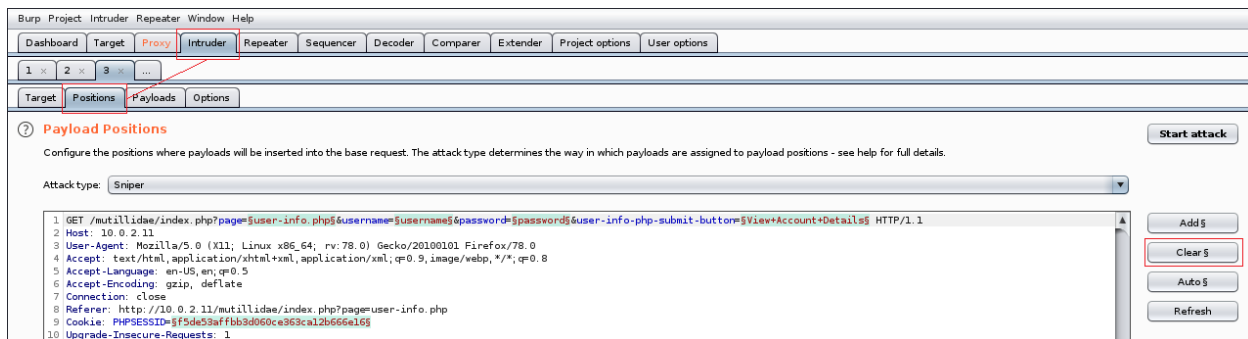 Burp Project Intruder Repeater Window Help
Dashboard Target Proxy Intruder Repeater Sequencer Decoder Comparer Extender Project options User options
1 × 2 × 3 × ...
Target Positions Payloads Options
? Payload Positions
Start attack
Configure the positions where payloads will be inserted into the base request. The attack type determines the way in which payloads are assigned to payload positions - see help for full details.
Attack type: Sniper
1 GET /mutillidae/index.php?page=§user-info.php§&username=§username§&password=§password§&user-info-php-submit-button=§View+Account+Details§ HTTP/1.1
Add §
2 Host: 10.0.2.11
3 User-Agent: Mozilla/5.0 (X11; Linux x86_64; rv:78.0) Gecko/20100101 Firefox/78.0
4 Accept: text/html,application/xhtml+xml,application/xml;q=0.9,image/webp,*/*;q=0.8
Clear §
5 Accept-Language: en-US,en;q=0.5
6 Accept-Encoding: gzip, deflate
Auto §
7 Connection: close
8 Referer: http://10.0.2.11/mutillidae/index.php?page=user-info.php
Refresh
9 Cookie: PHPSESSID=§f5de53affbb3d060ce363ca12b666e16§
10 Upgrade-Insecure-Requests: 1